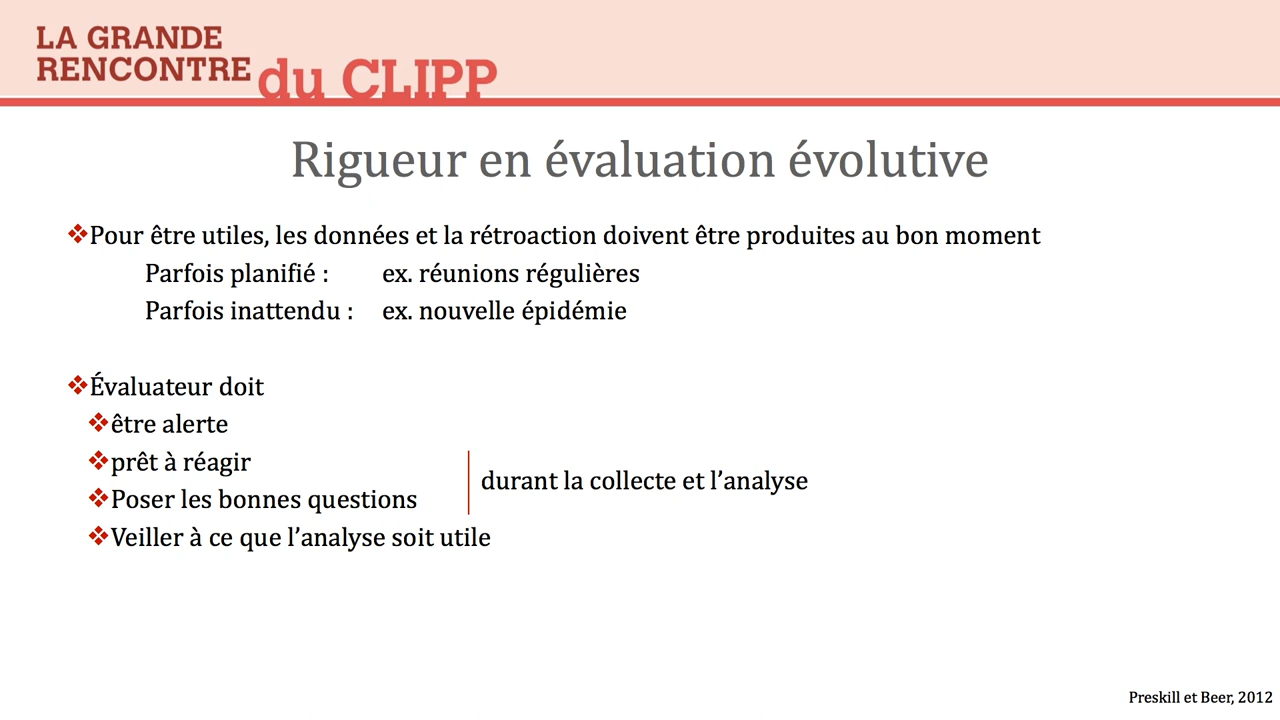 LA GRANDE
RENCONTRE du CLIPP
Rigueur en évaluation évolutive
❖Pour être utiles, les données et la rétroaction doivent être produites au bon moment
Parfois planifié : ex. réunions régulières
Parfois inattendu : ex. nouvelle épidémie
❖Évaluateur doit
❖être alerte
❖prêt à réagir
durant la collecte et l’analyse
❖Poser les bonnes questions
❖Veiller à ce que l’analyse soit utile
Preskill et Beer, 2012